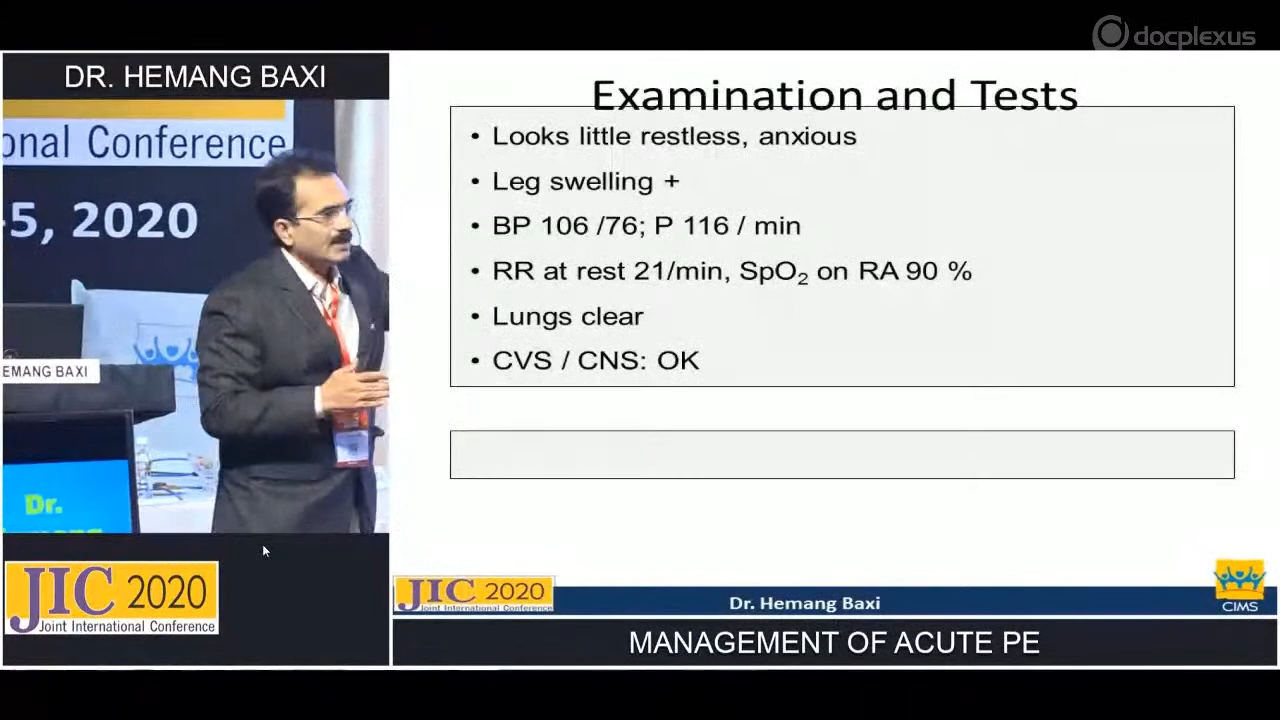 docplexus
DR. HEMANG BAXI
onal Conference
5, 2020
EMANG BAXI
Dr.
JIC 2020
Joint International Conference
Examination and Tests
• Looks little restless, anxious
• Leg swelling +
• BP 106 /76; P 116 / min
• RR at rest 21/min, SpO₂ on RA 90 %
• Lungs clear
• CVS / CNS: OK
JIC 2020
Joint International Conference
Dr. Hemang Baxi
CIMS
MANAGEMENT OF ACUTE PE